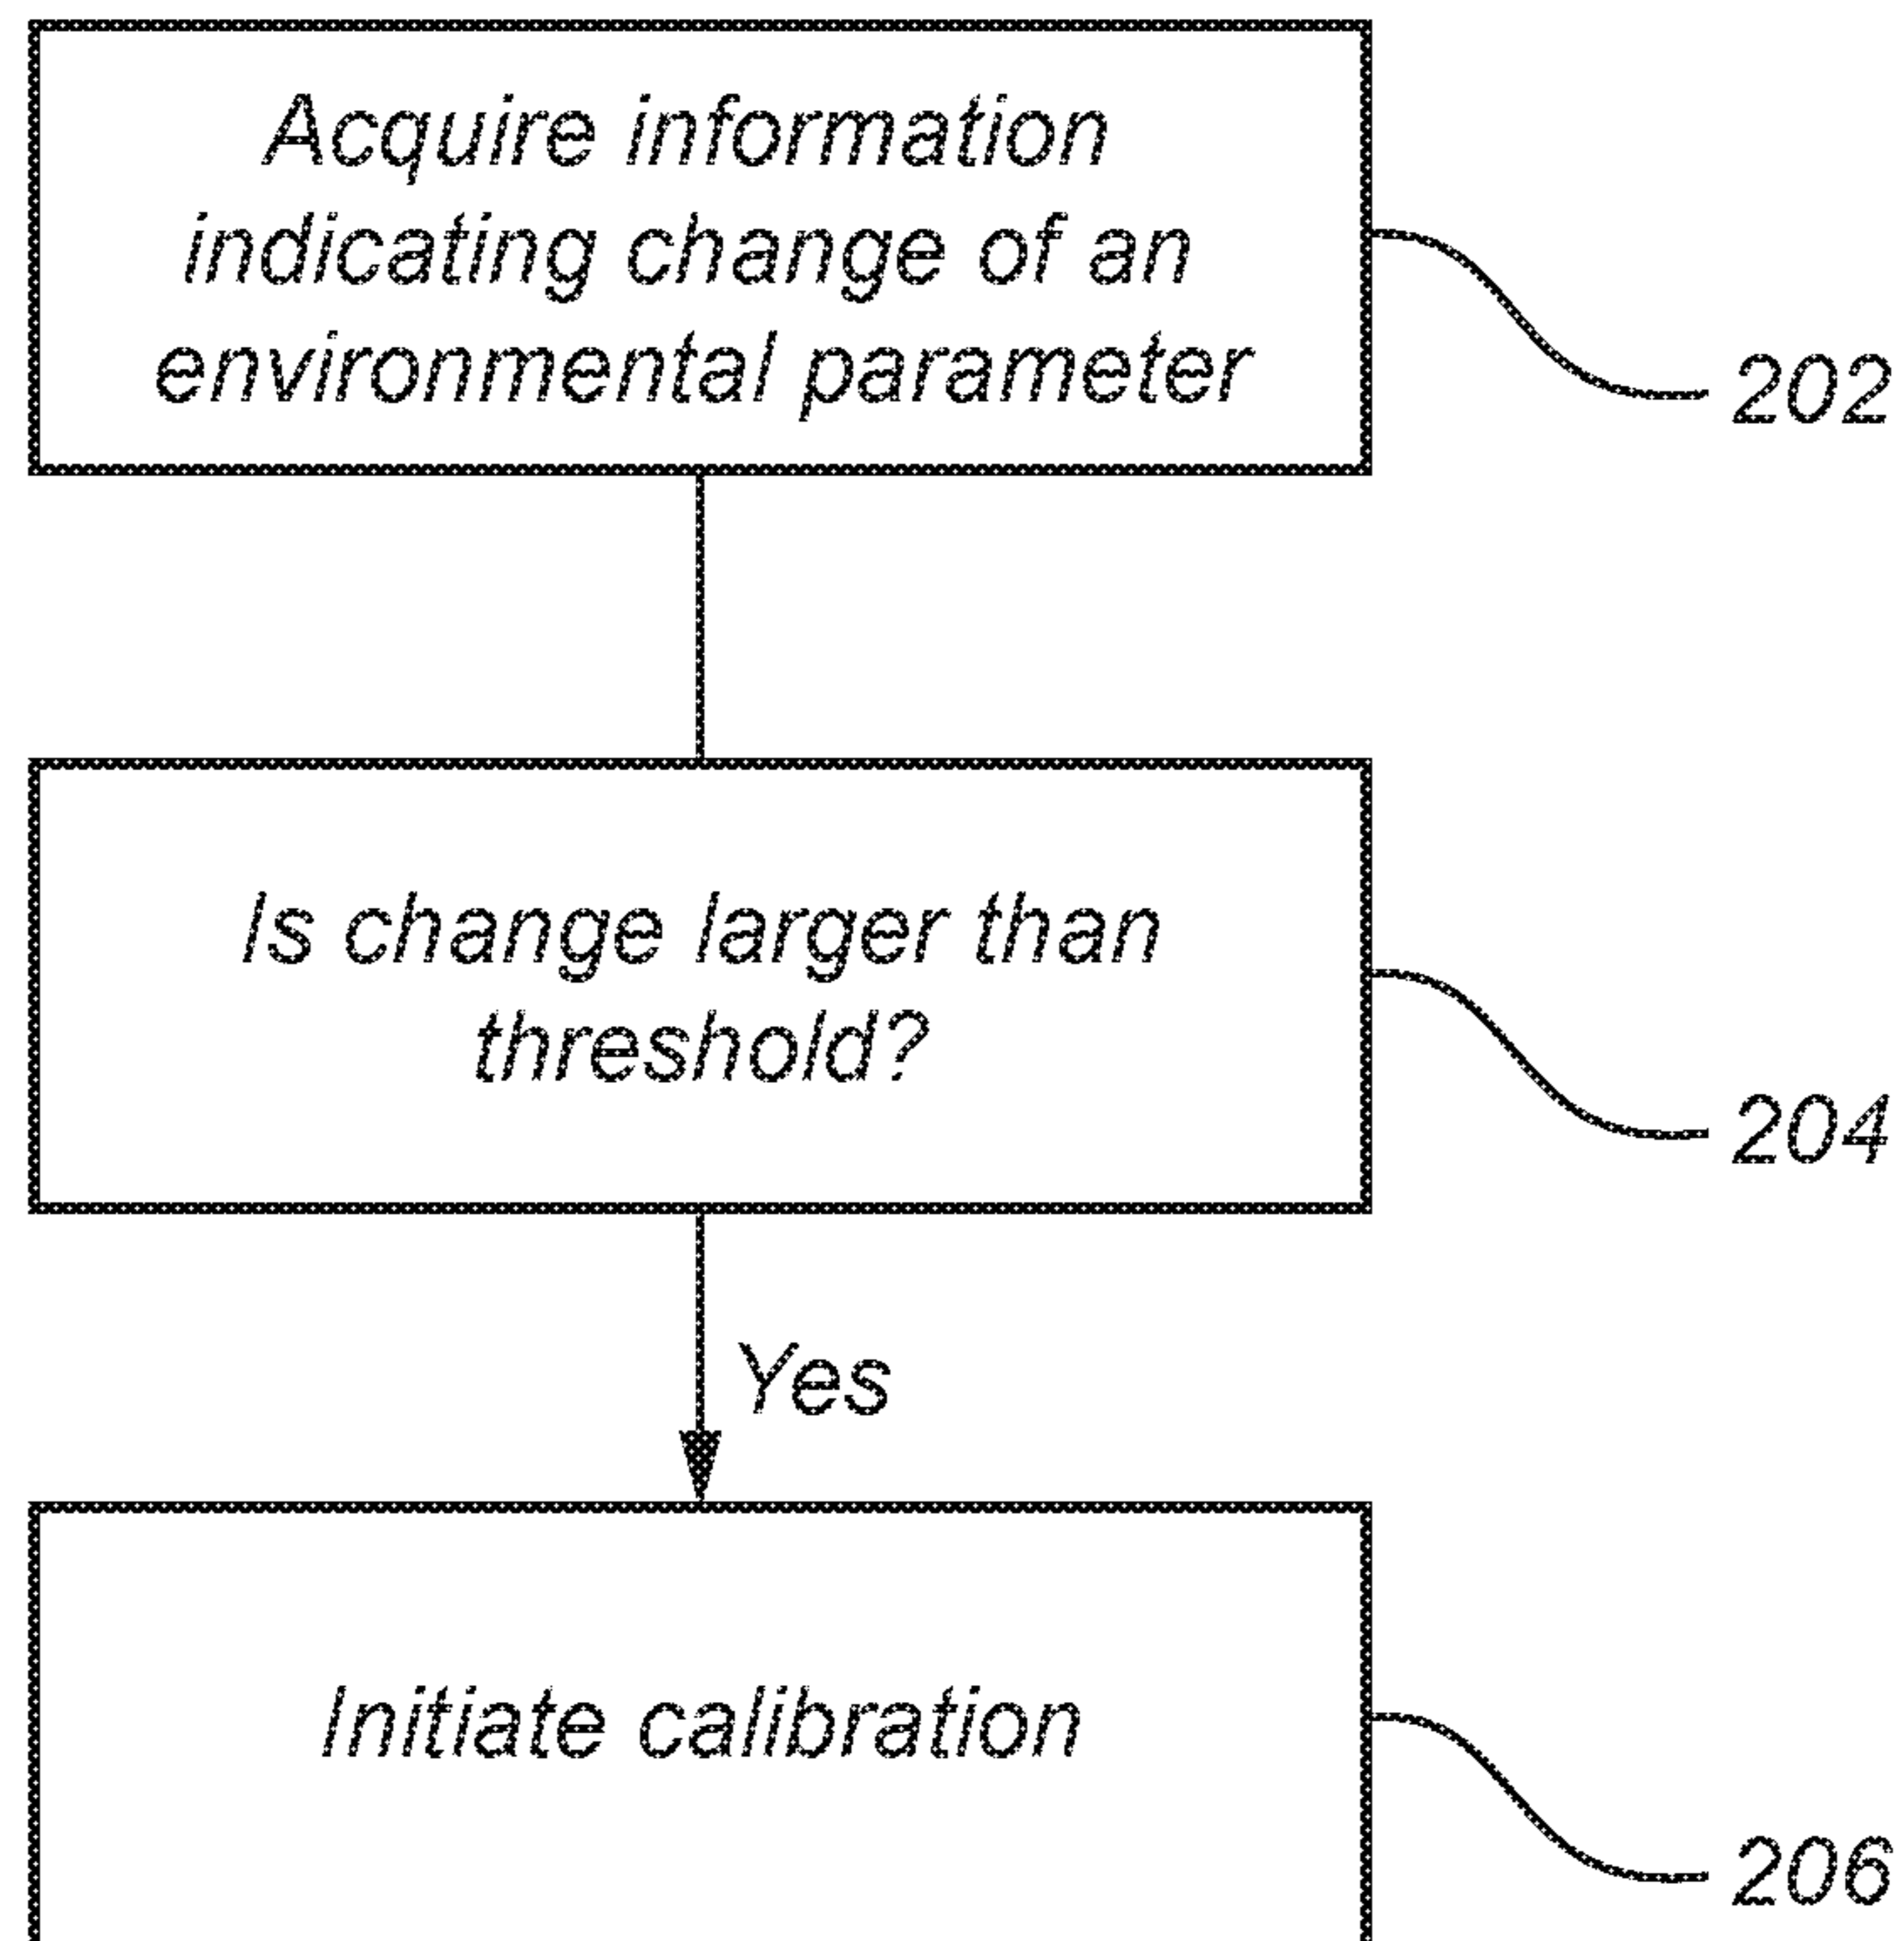 Acquire information
indicating change of an
environmental parameter
202
Is change larger than
threshold?
204
Yes
Initiate calibration
206